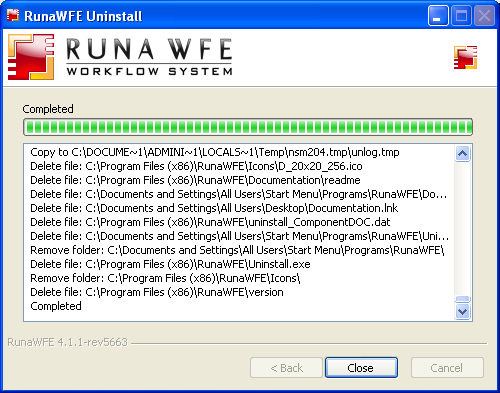 RunaWFE Uninstall
RUNA WFE
WORKFLOW SYSTEM
Completed
Copy to C:\DOCUME~1\ADMINI~1\LOCALS~1\Temp\nsm204.tmp\unlog.tmp
Delete file: C:\Program Files (x86)\RunaWFE\Icons\D_20x20_256.ico
Delete file: C:\Program Files (x86)\RunaWFE\Documentation\readme
Delete file: C:\Documents and Settings\All Users\Start Menu\Programs\RunaWFE\Do...
Delete file: C:\Documents and Settings\All Users\Desktop\Documentation.lnk
Delete file: C:\Program Files (x86)\RunaWFE\uninstall_ComponentDOC.dat
Delete file: C:\Documents and Settings\All Users\Start Menu\Programs\RunaWFE\Uni...
Remove folder: C:\Documents and Settings\All Users\Start Menu\Programs\RunaWFE\
Delete file: C:\Program Files (x86)\RunaWFE\Uninstall.exe
Remove folder: C:\Program Files (x86)\RunaWFE\Icons\
Delete file: C:\Program Files (x86)\RunaWFE\version
Completed
RunaWFE 4.1.1-rev5663
< Back
Close
Cancel